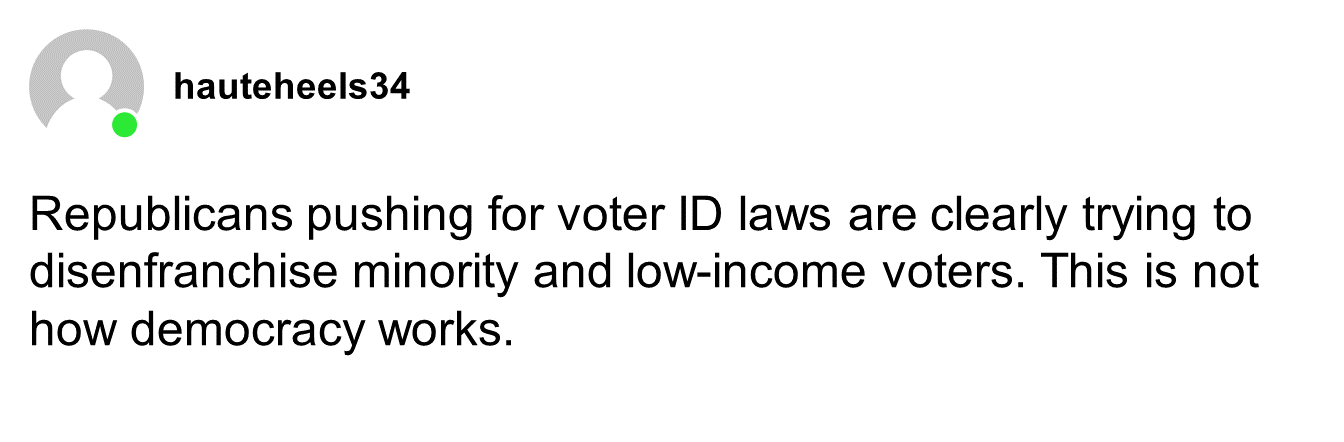 hauteheels34
Republicans pushing for voter ID laws are clearly trying to
disenfranchise minority and low-income voters. This is not
how democracy works.